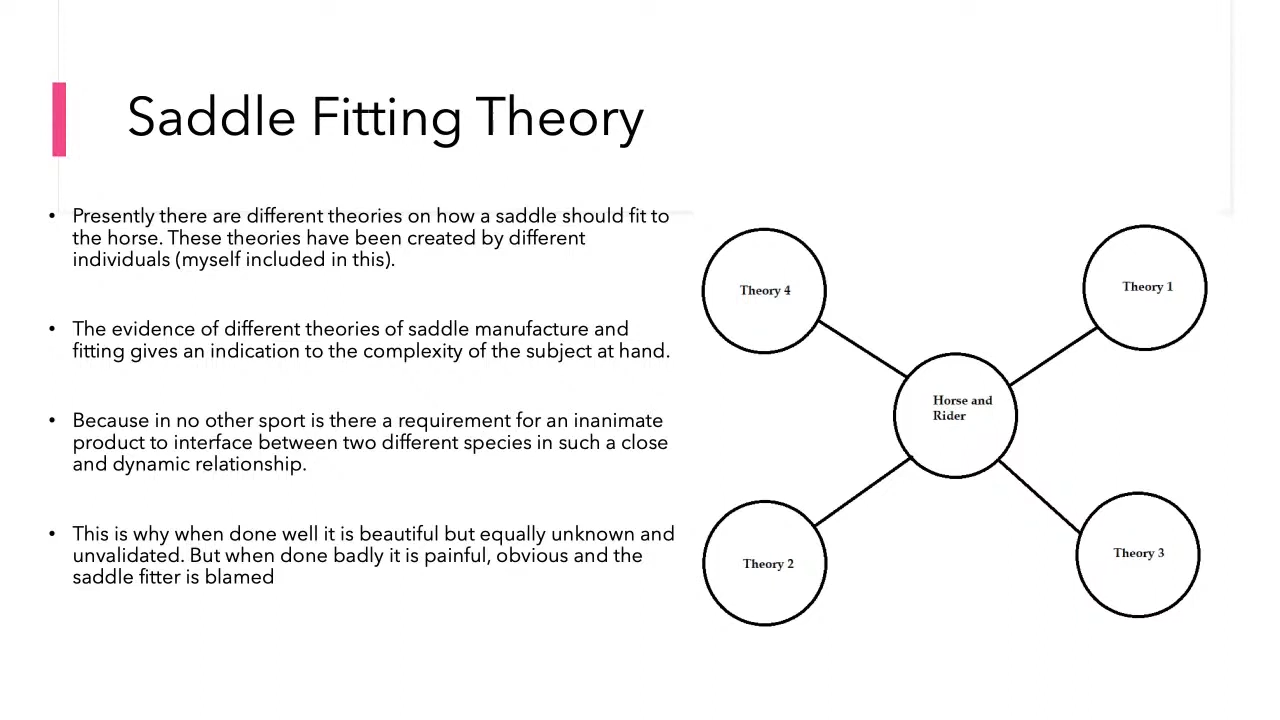 Saddle Fitting Theory
• Presently there are different theories on how a saddle should fit to
the horse. These theories have been created by different
individuals (myself included in this).
• The evidence of different theories of saddle manufacture and
fitting gives an indication to the complexity of the subject at hand.
• Because in no other sport is there a requirement for an inanimate
product to interface between two different species in such a close
and dynamic relationship.
• This is why when done well it is beautiful but equally unknown and
unvalidated. But when done badly it is painful, obvious and the
saddle fitter is blamed
Theory 4
Theory 1
Horse and
Rider
Theory 2
Theory 3